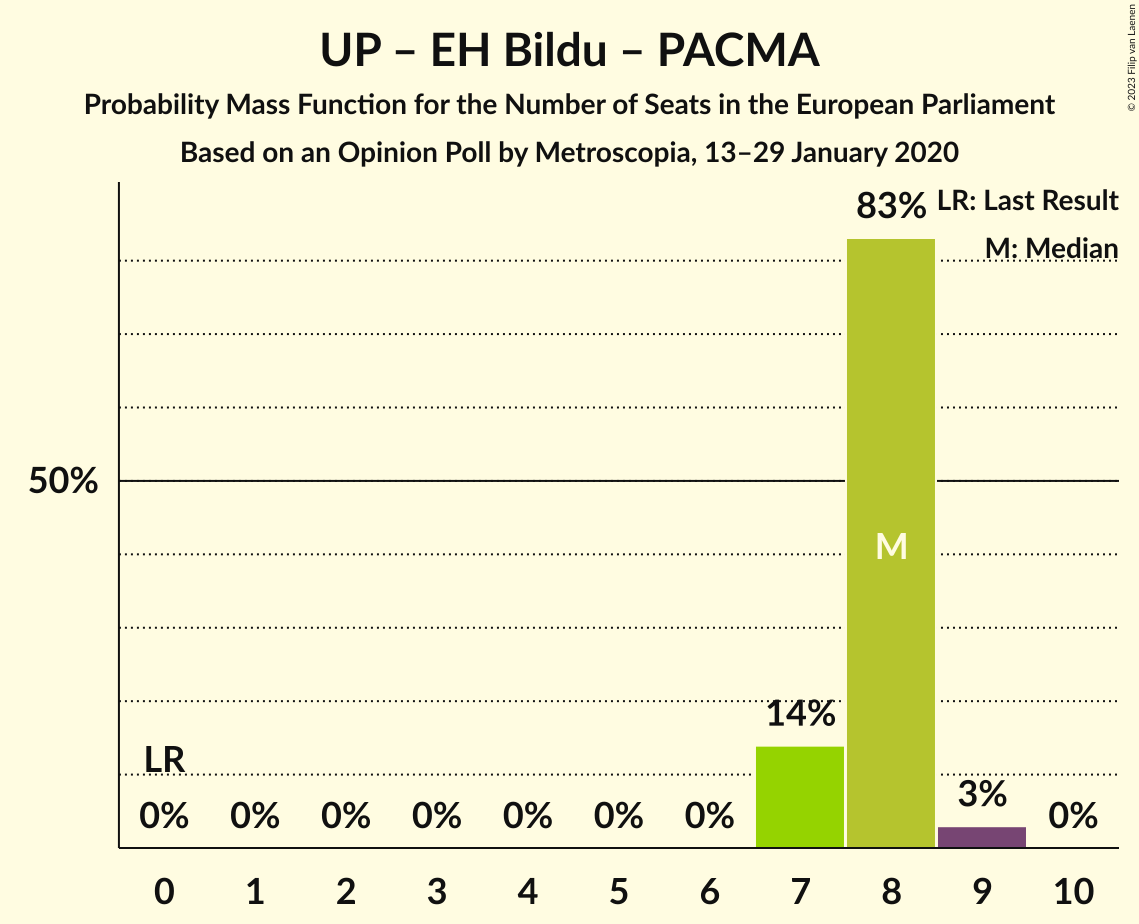 UP – EH Bildu – PACMA
Probability Mass Function for the Number of Seats in the European Parliament
Based on an Opinion Poll by Metroscopia, 13–29 January 2020
© 2023 Filip van Laenen
LR: Last Result
M: Median
83%
50%
M
14%
LR
3%
0% 0% 0% 0% 0% 0% 0% 0%
0 1 2 3 4 5 6 7 8 9 10